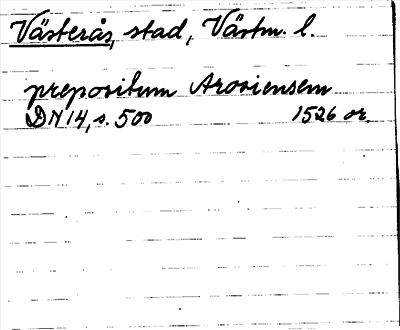 Västerås, stad, Västm. l.
prepositum Arosiensem
DN 14, s. 500 1526 or.